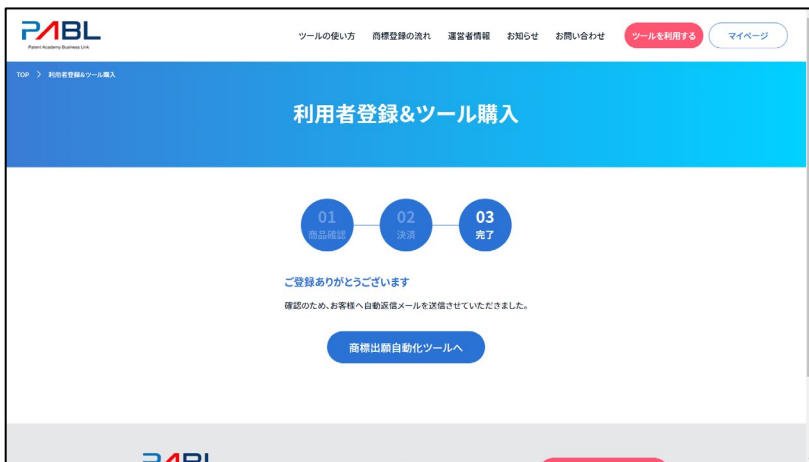 PABL
Patent Academy Business Link
ツールの使い方 商標登録の流れ 運営者情報 お知らせ お問い合わせ ツールを利用する マイページ
TOP > 利用者登録&ツール購入
利用者登録&ツール購入
01 02 03
商品確認 決済 完了
ご登録ありがとうございます
確認のため、お客様へ自動返信メールを送信させていただきました。
商標出願自動化ツールへ
PABL